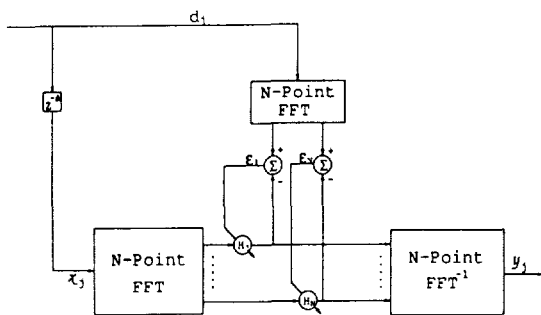 d_j
z^-Δ
N-Point
FFT
ε_1
+
Σ
-
ε_N
+
Σ
-
H_1
N-Point
FFT
x_j
H_N
N-Point
FFT^-1
y_j